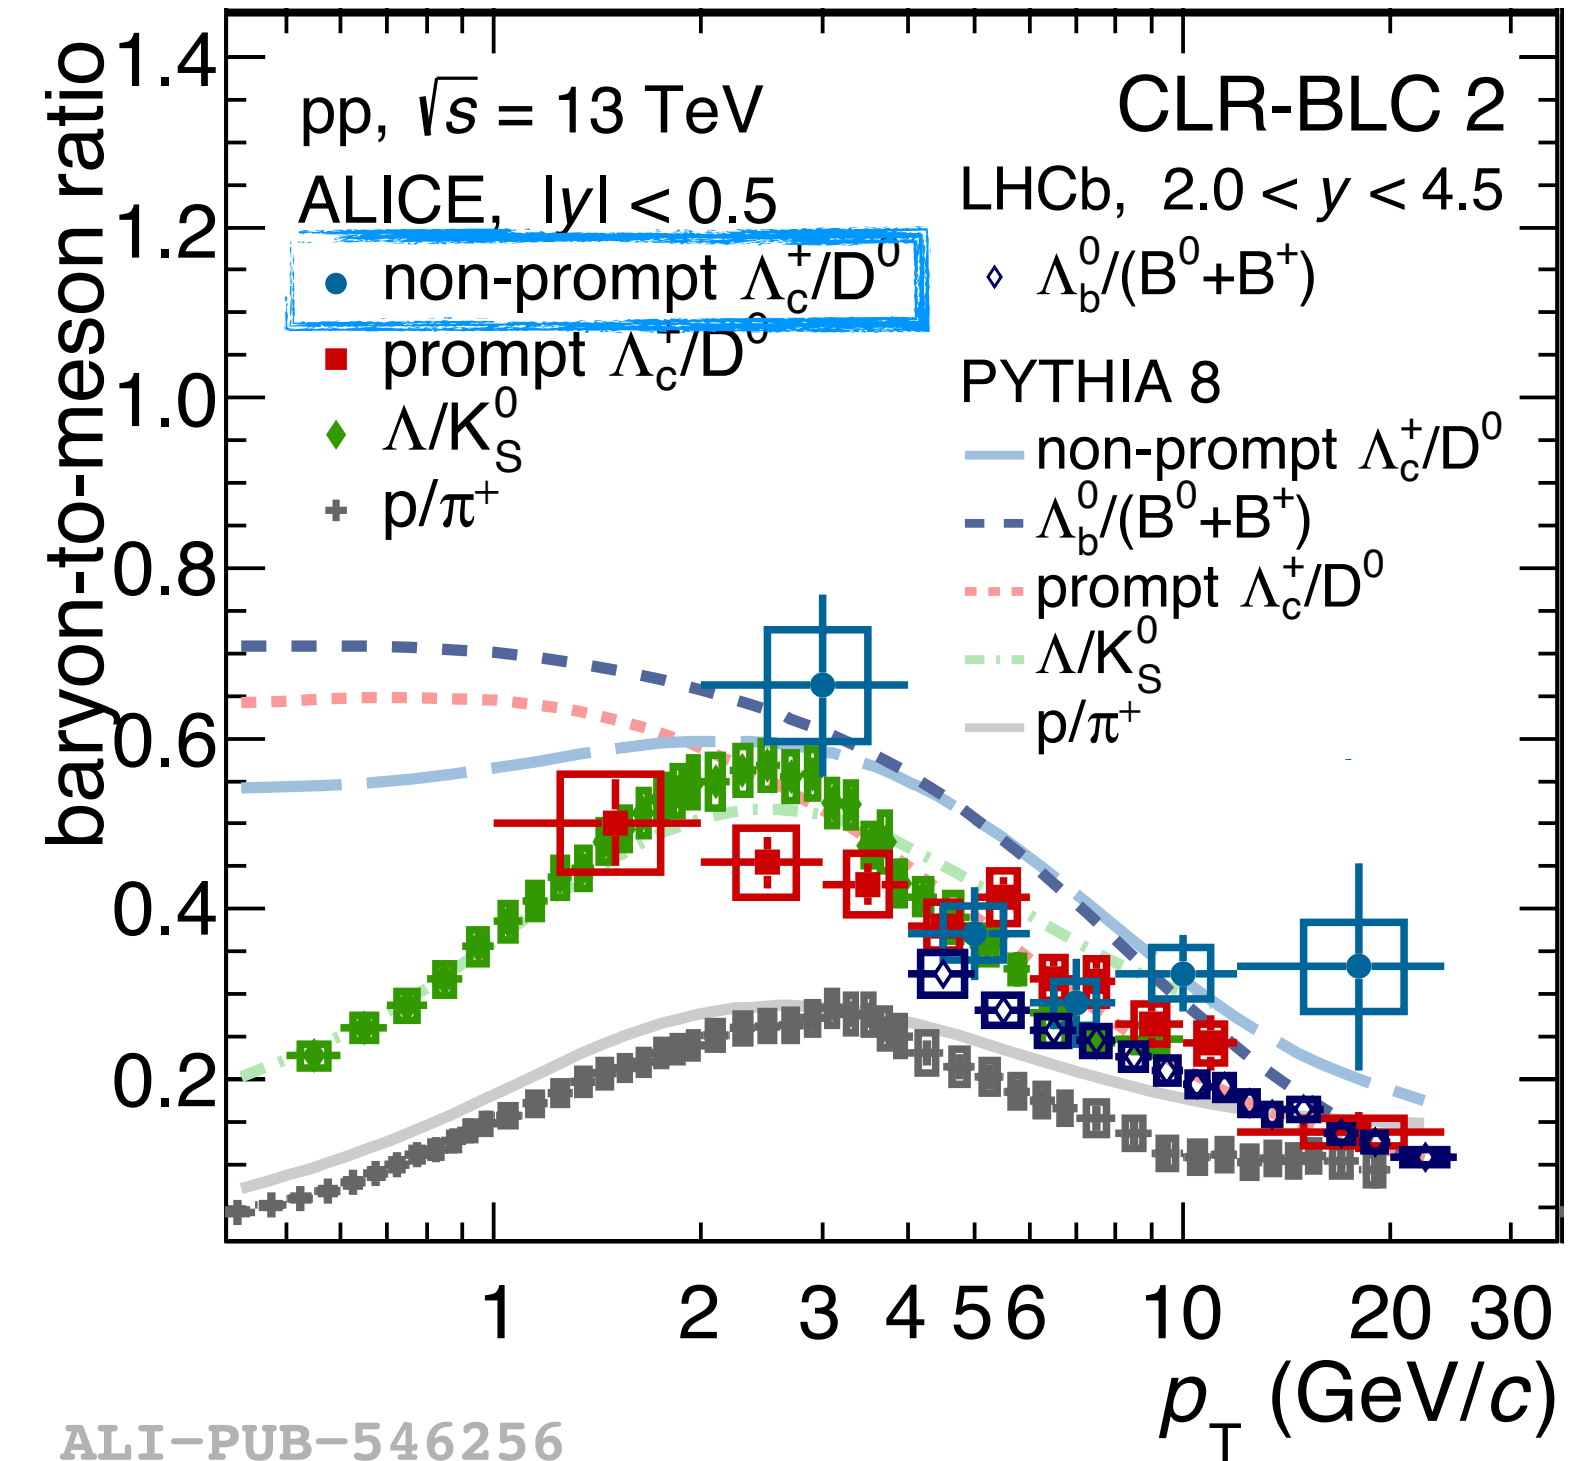 baryon-to-meson ratio
1.4
1.2
1.0
0.8
0.6
0.4
0.2
pp, √s = 13 TeV
ALICE, |y| < 0.5
non-prompt Λc+/D0
prompt Λc+/D0
Λ/KS0
p/π+
CLR-BLC 2
LHCb, 2.0 < y < 4.5
Λb0/(B0+B+)
PYTHIA 8
non-prompt Λc+/D0
Λb0/(B0+B+)
prompt Λc+/D0
Λ/KS0
p/π+
1 2 3 4 5 6 10 20 30
pT (GeV/c)
ALI-PUB-546256